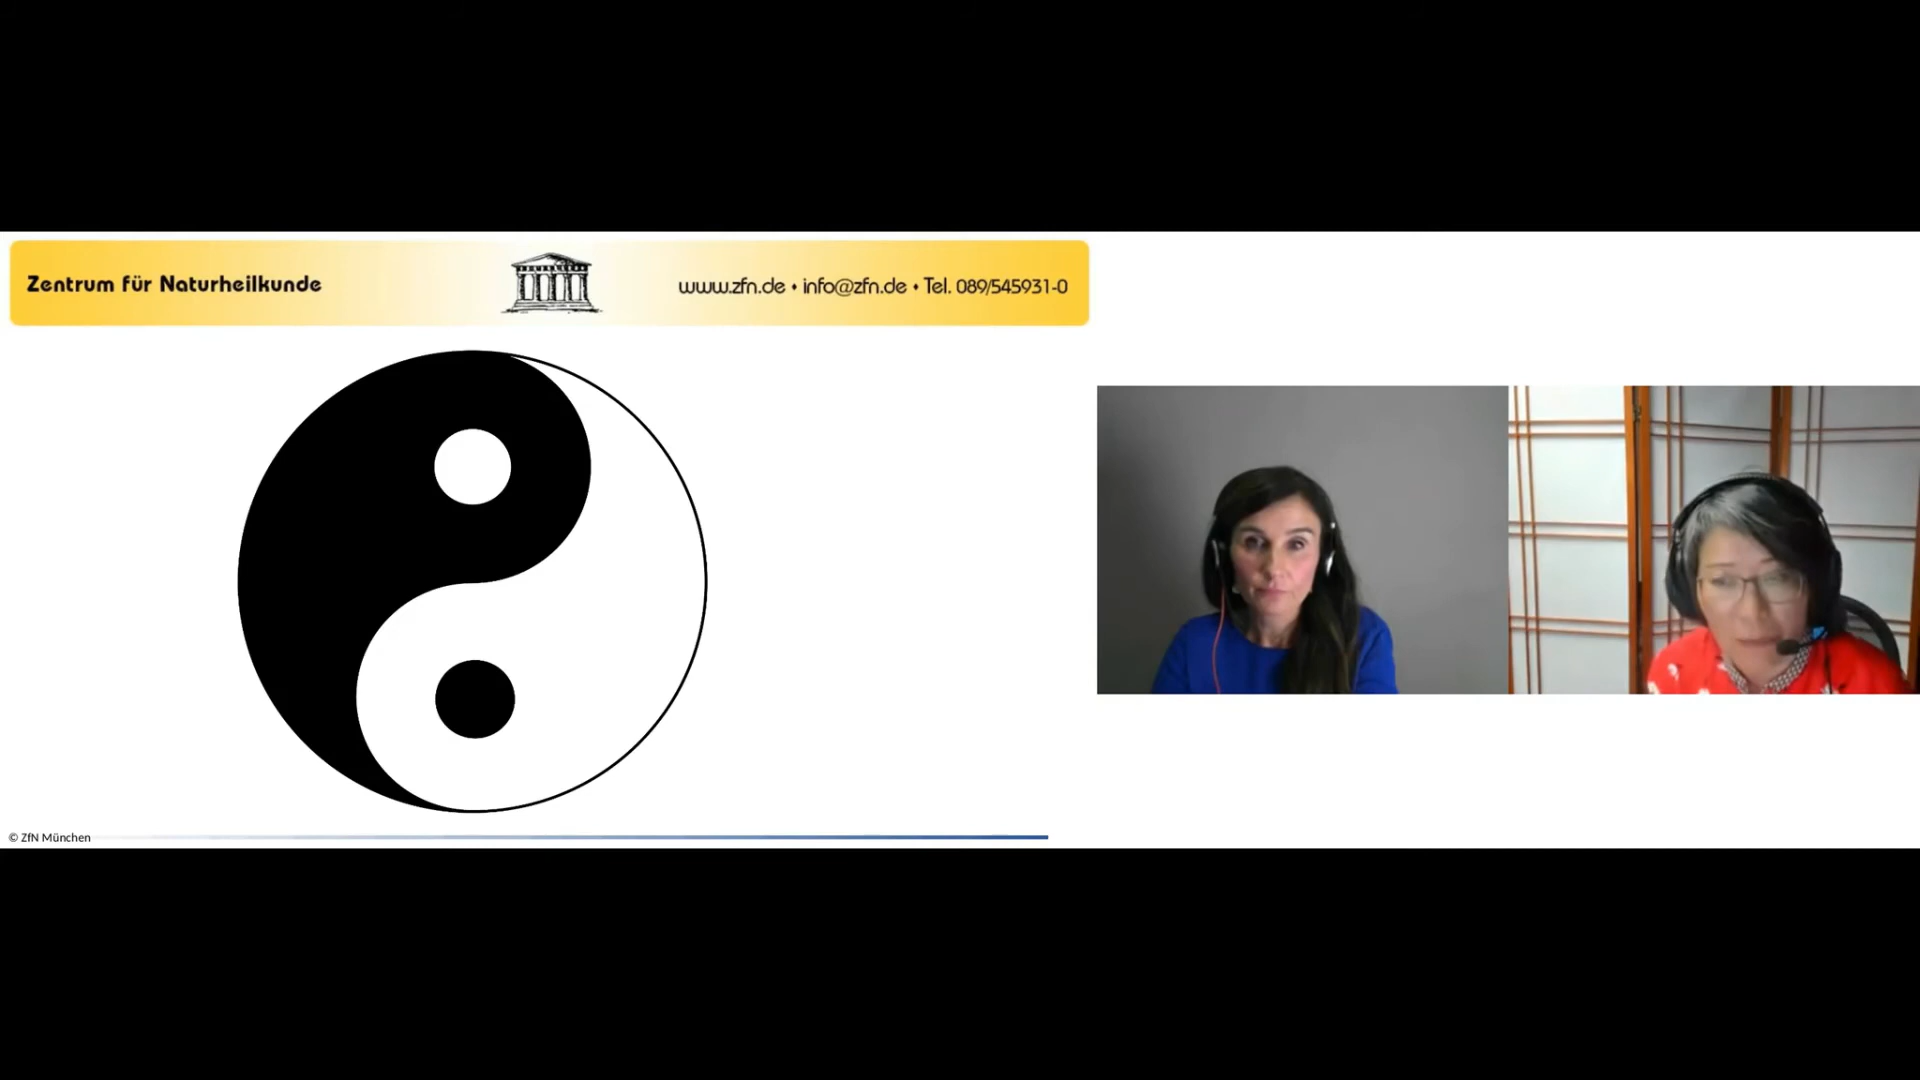 Zentrum für Naturheilkunde
www.zfn.de • info@zfn.de • Tel. 089/545931-0
© ZfN München